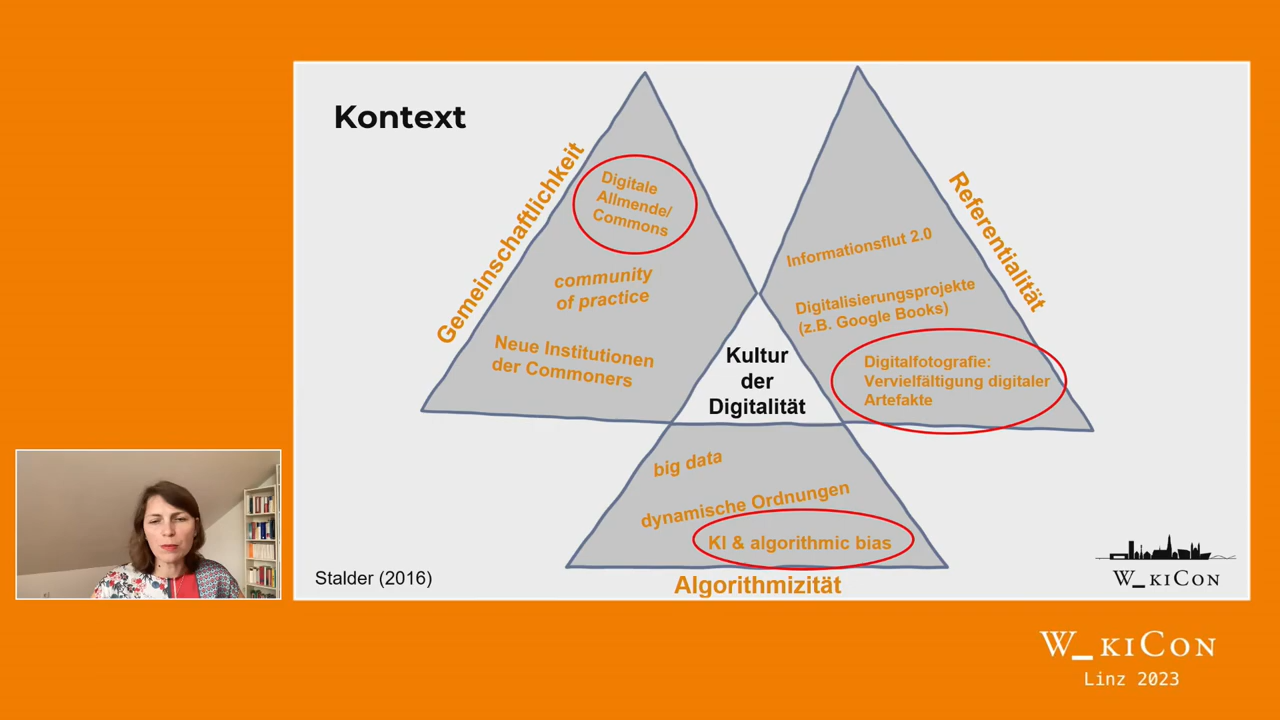 Kontext
Gemeinschaftlichkeit
Digitale
Allmende/
Commons
community
of practice
Neue Institutionen
der Commoners
Referentialität
Informationsflut 2.0
Digitalisierungsprojekte
(z.B. Google Books)
Digitalfotografie:
Vervielfältigung digitaler
Artefakte
Kultur
der
Digitalität
big data
dynamische Ordnungen
KI & algorithmic bias
Algorithmizität
Stalder (2016)
W_kiCon
W_kiCon
Linz 2023